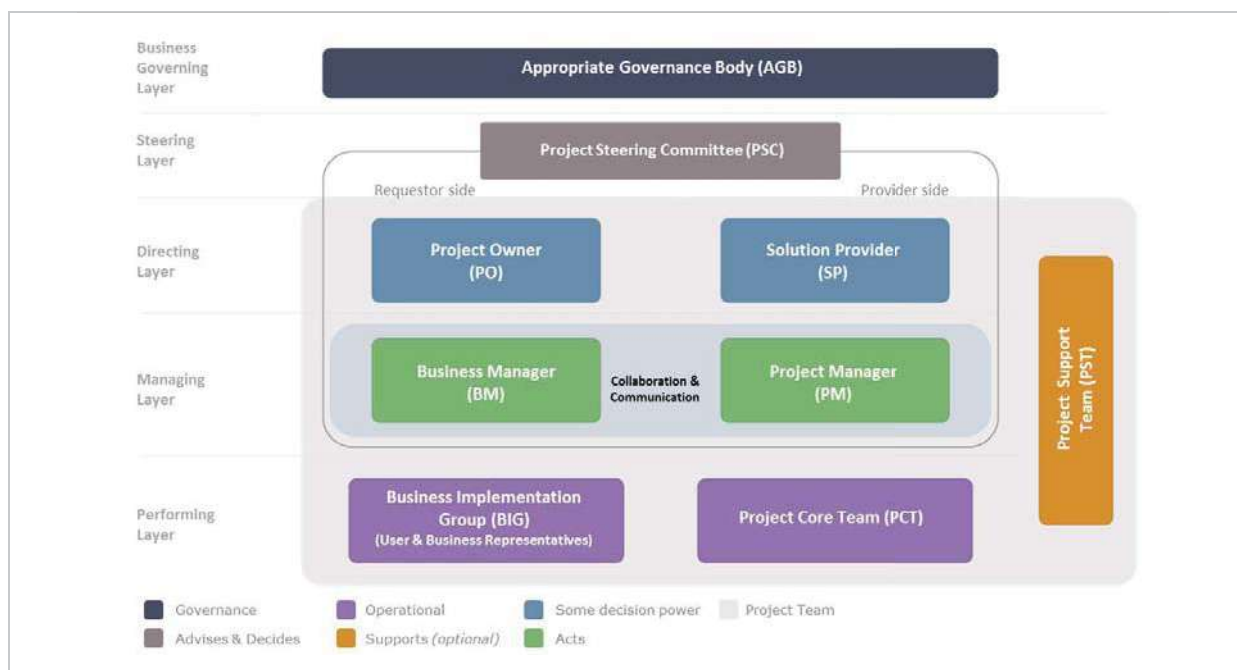 Business
Governing
Layer
Appropriate Governance Body (AGB)
Steering
Layer
Project Steering Committee (PSC)
Requestor side
Provider side
Directing
Layer
Project Owner
(PO)
Solution Provider
(SP)
Managing
Layer
Business Manager
(BM)
Collaboration &
Communication
Project Manager
(PM)
Project Support
Team (PST)
Performing
Layer
Business Implementation
Group (BIG)
(User & Business Representatives)
Project Core Team (PCT)
Governance
Operational
Some decision power
Project Team
Advises & Decides
Supports (optional)
Acts